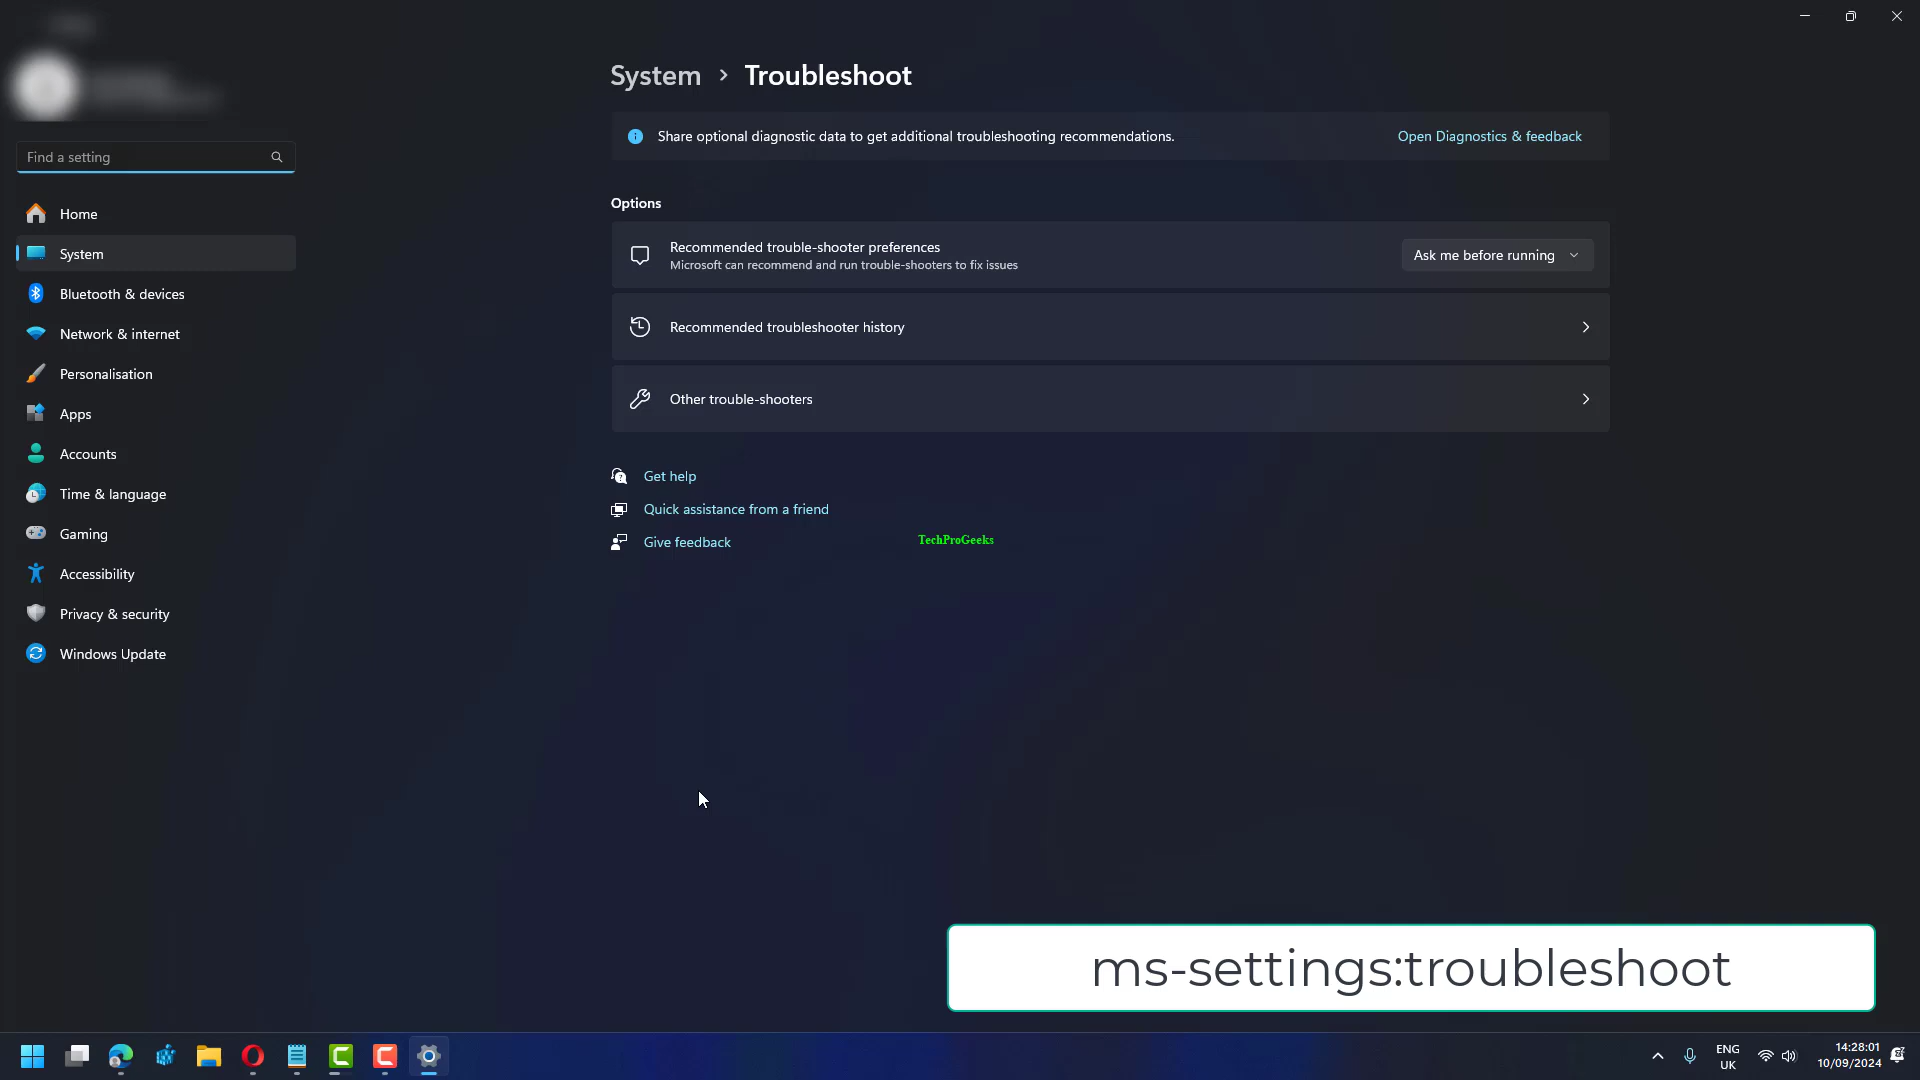 System > Troubleshoot
Share optional diagnostic data to get additional troubleshooting recommendations.
Open Diagnostics & feedback
Find a setting
Home
System
Bluetooth & devices
Network & internet
Personalisation
Apps
Accounts
Time & language
Gaming
Accessibility
Privacy & security
Windows Update
Options
Recommended trouble-shooter preferences
Microsoft can recommend and run trouble-shooters to fix issues
Ask me before running
Recommended troubleshooter history
Other trouble-shooters
Get help
Quick assistance from a friend
Give feedback
TechProGeeks
ms-settings:troubleshoot
ENG
UK
14:28:01
10/09/2024